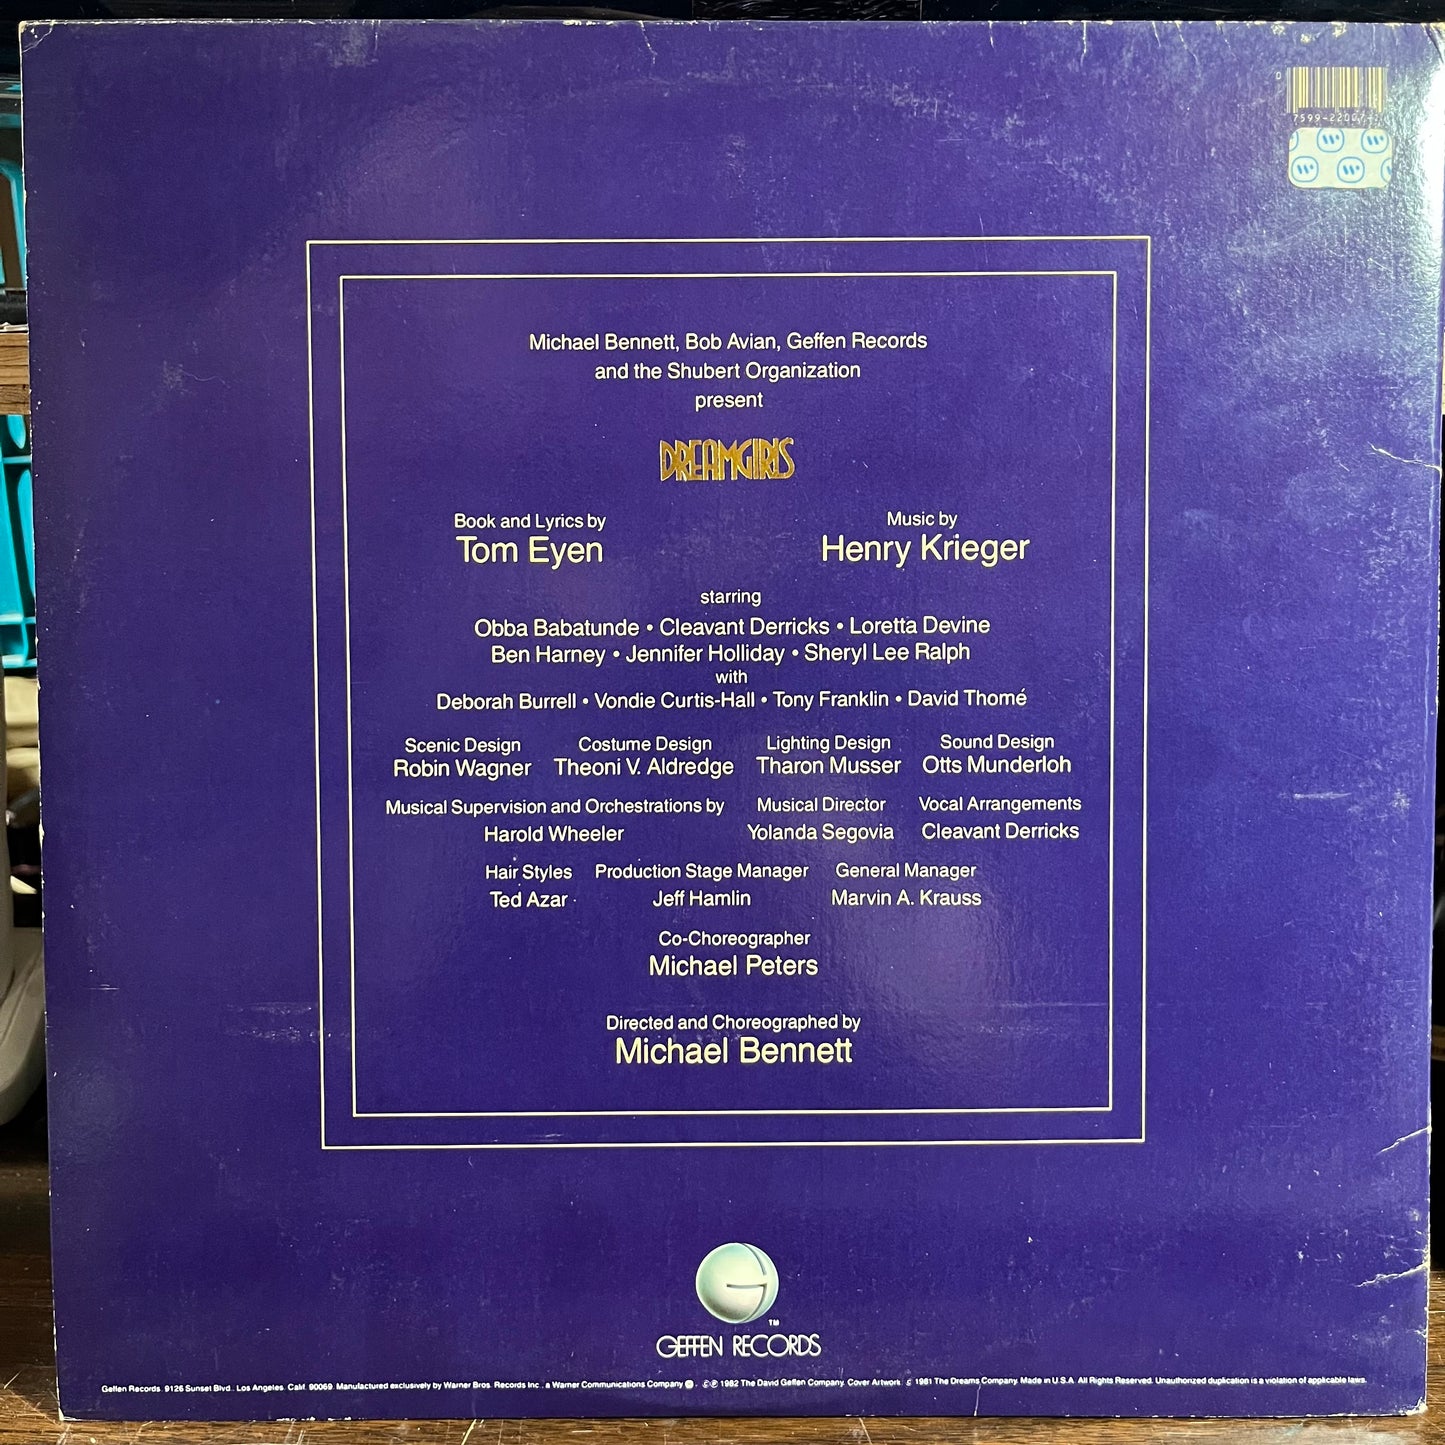 0
7599-22007-1
Michael Bennett, Bob Avian, Geffen Records
and the Shubert Organization
present
DREAMGIRLS
Book and Lyrics by
Tom Eyen
Music by
Henry Krieger
starring
Obba Babatunde • Cleavant Derricks • Loretta Devine
Ben Harney • Jennifer Holliday • Sheryl Lee Ralph
with
Deborah Burrell • Vondie Curtis-Hall • Tony Franklin • David Thomé
Scenic Design
Robin Wagner
Costume Design
Theoni V. Aldredge
Lighting Design
Tharon Musser
Sound Design
Otts Munderloh
Musical Supervision and Orchestrations by
Harold Wheeler
Musical Director
Yolanda Segovia
Vocal Arrangements
Cleavant Derricks
Hair Styles
Ted Azar
Production Stage Manager
Jeff Hamlin
General Manager
Marvin A. Krauss
Co-Choreographer
Michael Peters
Directed and Choreographed by
Michael Bennett
TM
GEFFEN RECORDS
Geffen Records, 9126 Sunset Blvd., Los Angeles, Calif. 90069. Manufactured exclusively by Warner Bros. Records Inc., a Warner Communications Company. © ℗ 1982 The David Geffen Company. Cover Artwork © 1981 The Dreams Company. Made in U.S.A. All Rights Reserved. Unauthorized duplication is a violation of applicable laws.